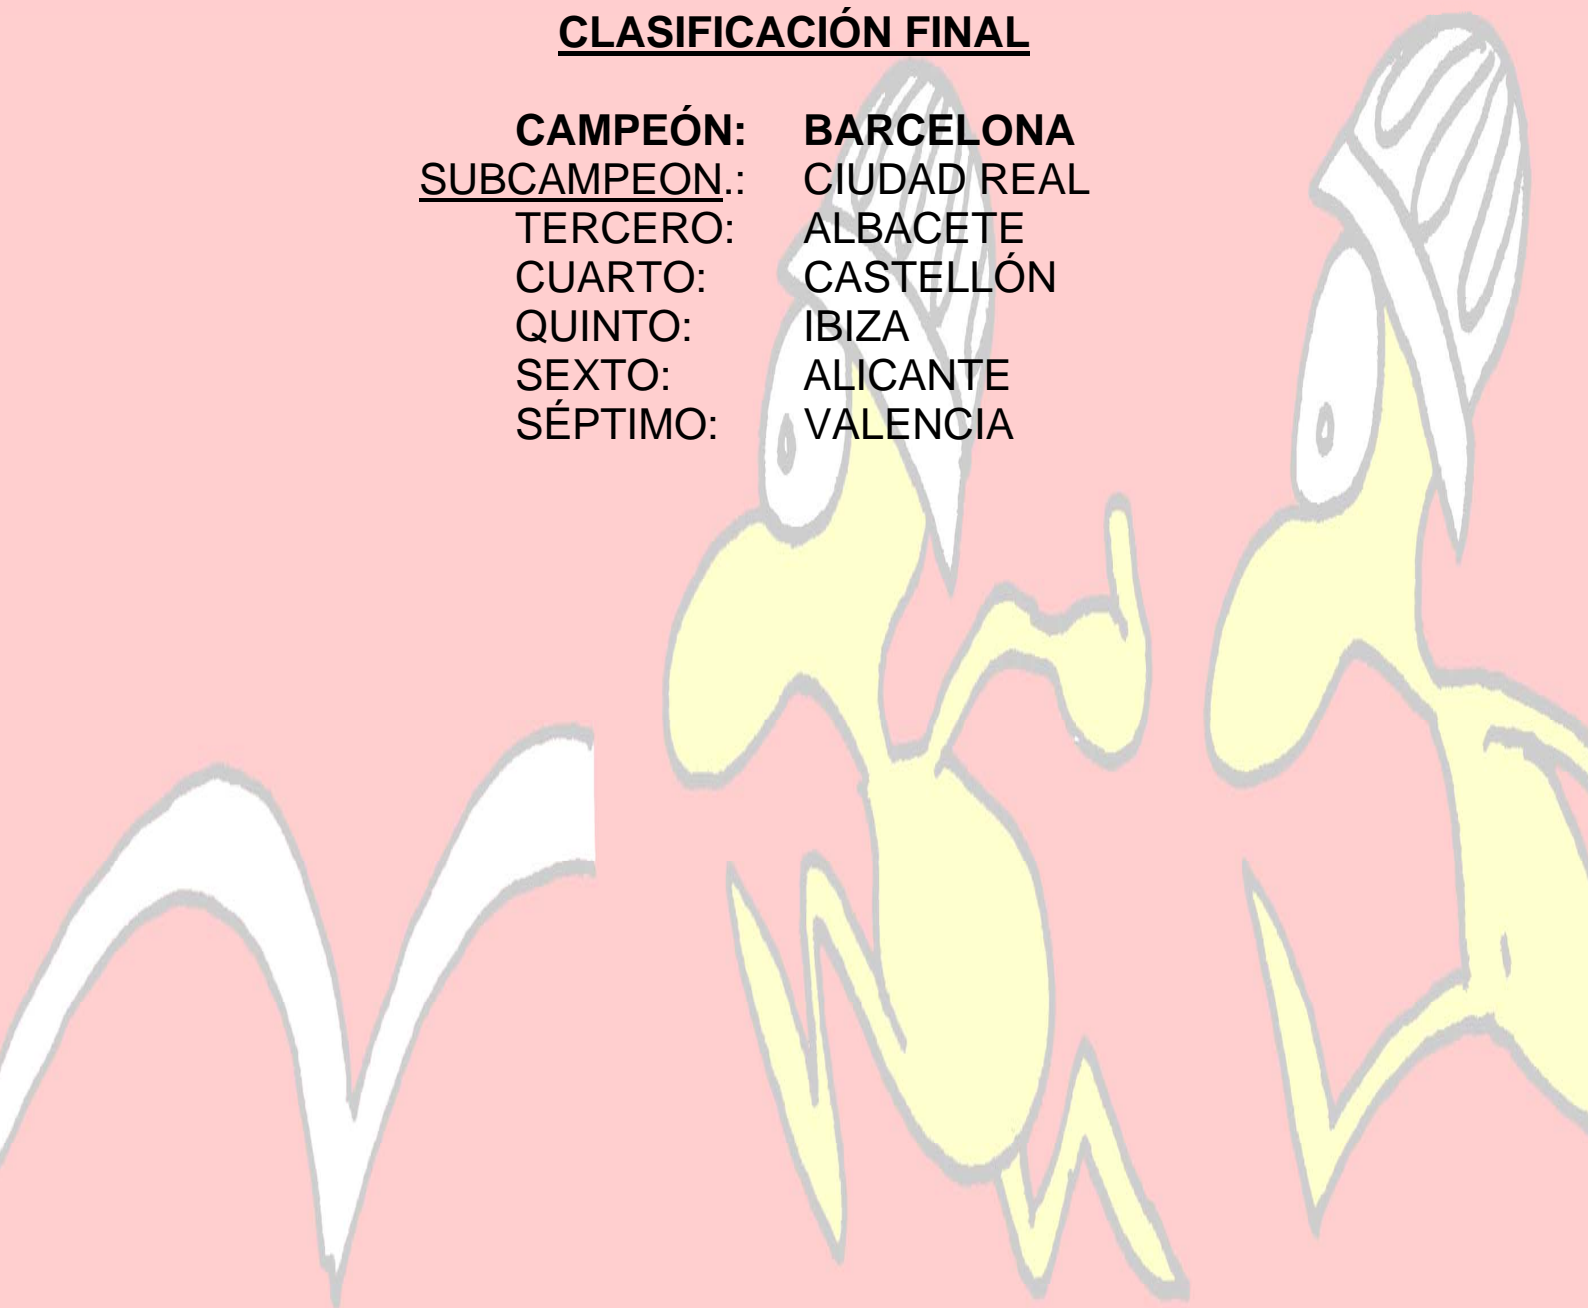 CLASIFICACIÓN FINAL
CAMPEÓN: BARCELONA
SUBCAMPEON.: CIUDAD REAL
TERCERO: ALBACETE
CUARTO: CASTELLÓN
QUINTO: IBIZA
SEXTO: ALICANTE
SÉPTIMO: VALENCIA